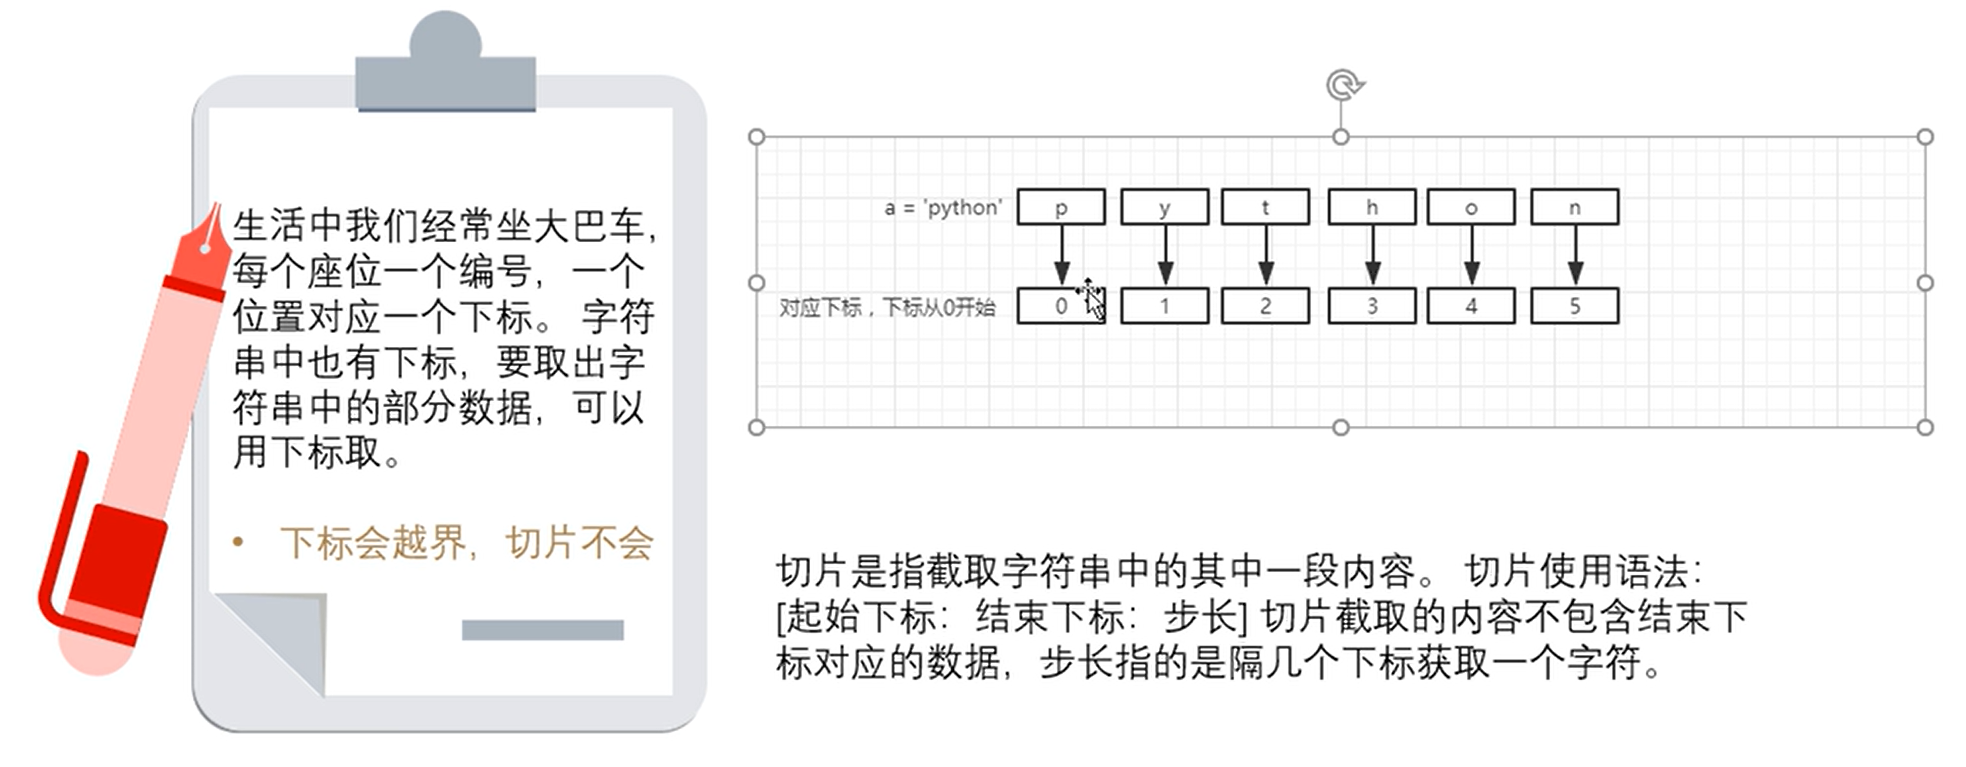 生活中我们经常坐大巴车,
每个座位一个编号，一个
位置对应一个下标。 字符
串中也有下标，要取出字
符串中的部分数据，可以
用下标取。
• 下标会越界，切片不会
a = 'python' p y t h o n
对应下标，下标从0开始 0 1 2 3 4 5
切片是指截取字符串中的其中一段内容。 切片使用语法：
[起始下标：结束下标：步长] 切片截取的内容不包含结束下
标对应的数据，步长指的是隔几个下标获取一个字符。